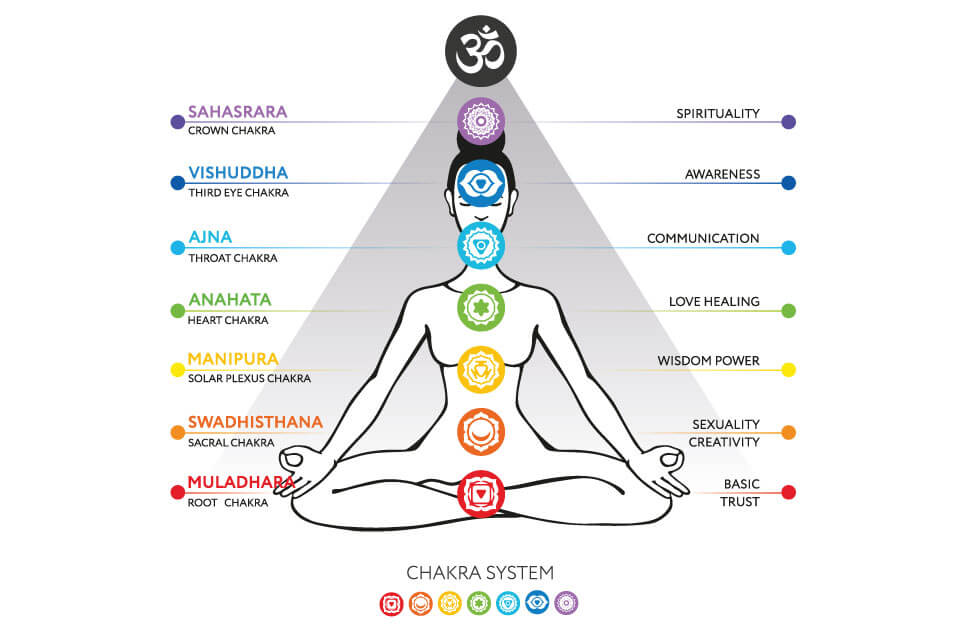 ॐ
SAHASRARA
CROWN CHAKRA
SPIRITUALITY
VISHUDDHA
THIRD EYE CHAKRA
AWARENESS
AJNA
THROAT CHAKRA
COMMUNICATION
ANAHATA
HEART CHAKRA
LOVE HEALING
MANIPURA
SOLAR PLEXUS CHAKRA
WISDOM POWER
SWADHISTHANA
SACRAL CHAKRA
SEXUALITY
CREATIVITY
MULADHARA
ROOT CHAKRA
BASIC
TRUST
CHAKRA SYSTEM